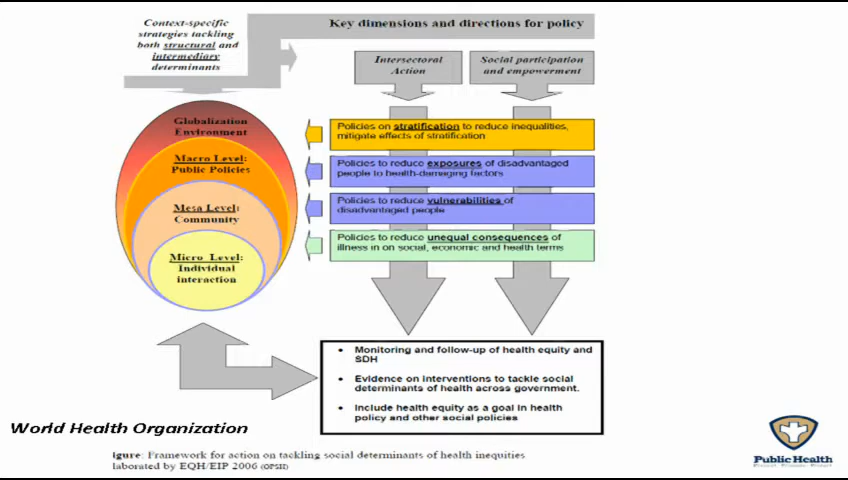 Context-specific
strategies tackling
both structural and
intermediary
determinants
Key dimensions and directions for policy
Intersectoral
Action
Social participation
and empowerment
Globalization
Environment
Macro Level:
Public Policies
Mesa Level:
Community
Micro Level:
Individual
interaction
Policies on stratification to reduce inequalities,
mitigate effects of stratification
Policies to reduce exposures of disadvantaged
people to health-damaging factors
Policies to reduce vulnerabilities of
disadvantaged people
Policies to reduce unequal consequences of
illness in on social, economic and health terms
• Monitoring and follow-up of health equity and
SDH
• Evidence on interventions to tackle social
determinants of health across government.
• Include health equity as a goal in health
policy and other social policies
World Health Organization
igure: Framework for action on tackling social determinants of health inequities
laborated by EQH/EIP 2006
Public Health